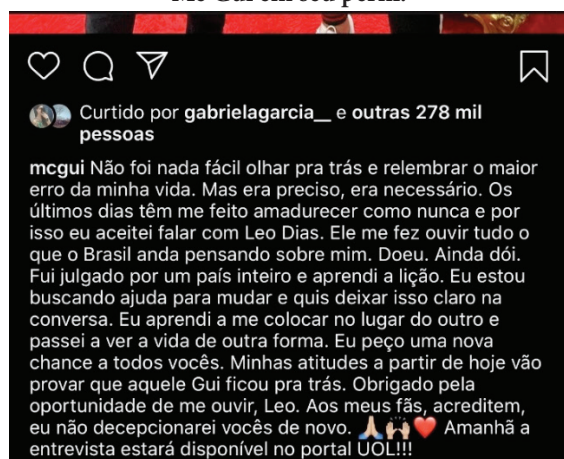 Curtido por gabrielagarcia__ e outras 278 mil
pessoas
mcgui Não foi nada fácil olhar pra trás e relembrar o maior
erro da minha vida. Mas era preciso, era necessário. Os
últimos dias têm me feito amadurecer como nunca e por
isso eu aceitei falar com Leo Dias. Ele me fez ouvir tudo o
que o Brasil anda pensando sobre mim. Doeu. Ainda dói.
Fui julgado por um país inteiro e aprendi a lição. Eu estou
buscando ajuda para mudar e quis deixar isso claro na
conversa. Eu aprendi a me colocar no lugar do outro e
passei a ver a vida de outra forma. Eu peço uma nova
chance a todos vocês. Minhas atitudes a partir de hoje vão
provar que aquele Gui ficou pra trás. Obrigado pela
oportunidade de me ouvir, Leo. Aos meus fãs, acreditem,
eu não decepcionarei vocês de novo. 🙏🏻🙌🏻❤️ Amanhã a
entrevista estará disponível no portal UOL!!!